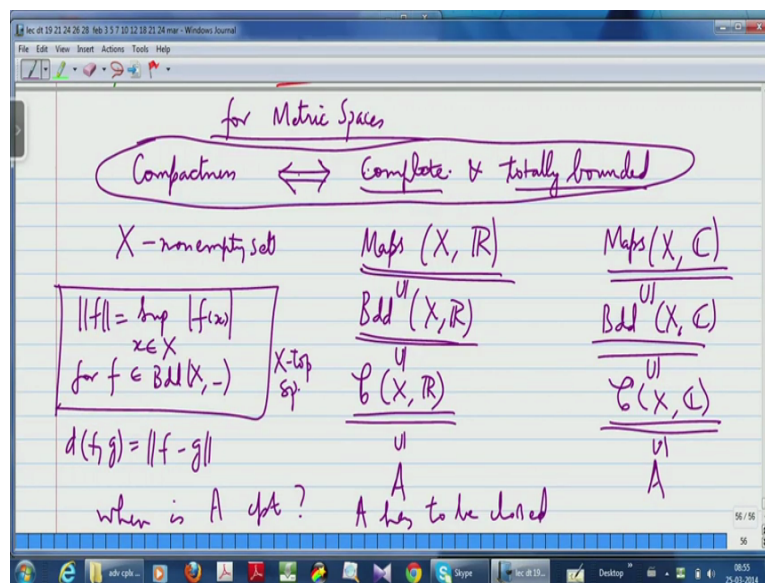 lec dt 19 21 24 26 28 feb 3 5 7 10 12 18 21 24 mar - Windows Journal
File Edit View Insert Actions Tools Help
for Metric Spaces
Compactness ⟺ Complete & totally bounded
X - nonempty set Maps (X, ℝ) Maps (X, ℂ)
∪| ∪|
||f|| = Sup |f(x)| Bdd (X, ℝ) Bdd (X, ℂ)
x ∈ X
for f ∈ Bdd(X, -) X-top ∪| ∪|
sp. 𝒞(X, ℝ) 𝒞(X, ℂ)
d(f, g) = ||f - g|| ∪| ∪|
A A
when is A cpt? A has to be closed
56 / 56
56
adv cplx... Skype lec dt 19... Desktop 08:55
25-03-2014